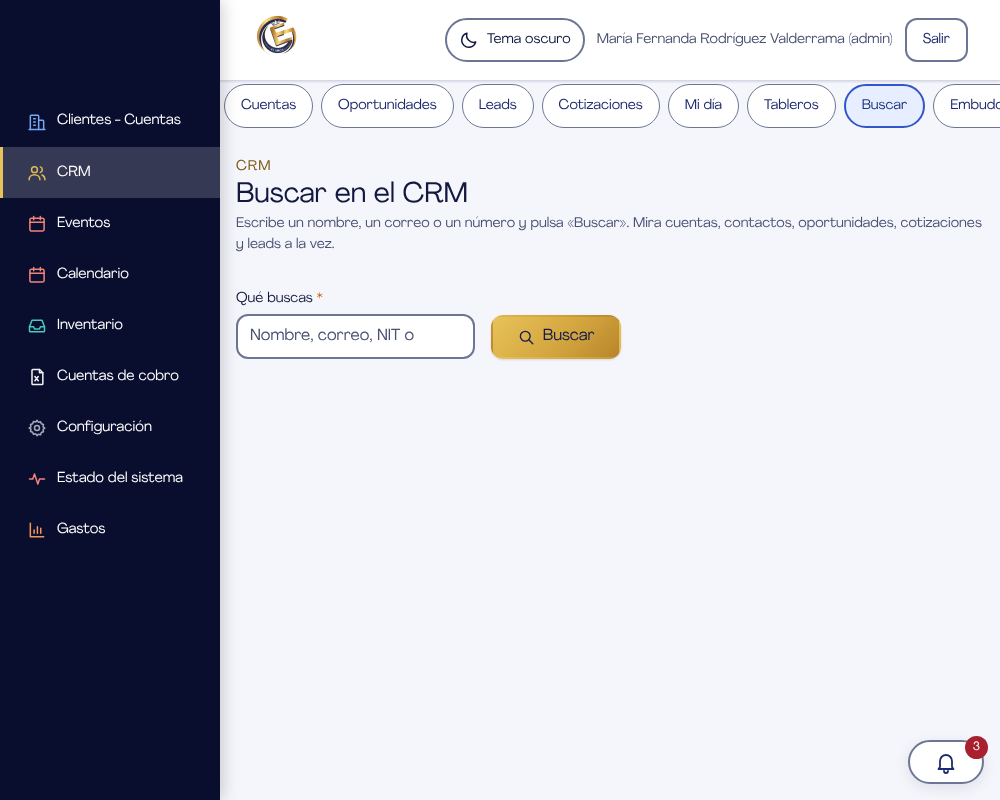 Tema oscuro
María Fernanda Rodríguez Valderrama (admin)
Salir
Cuentas
Oportunidades
Leads
Cotizaciones
Mi día
Tableros
Buscar
Embudo
Clientes - Cuentas
CRM
Eventos
Calendario
Inventario
Cuentas de cobro
Configuración
Estado del sistema
Gastos
CRM
Buscar en el CRM
Escribe un nombre, un correo o un número y pulsa «Buscar». Mira cuentas, contactos, oportunidades, cotizaciones
y leads a la vez.
Qué buscas *
Nombre, correo, NIT o
Buscar
3